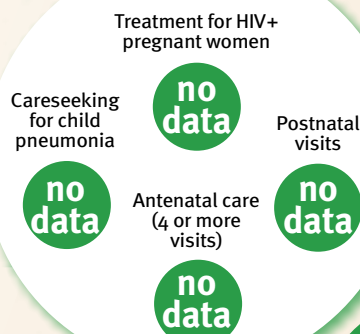 Treatment for HIV+
pregnant women
no
data
Careseeking
for child
pneumonia
no
data
Postnatal
visits
no
data
Antenatal care
(4 or more
visits)
no
data